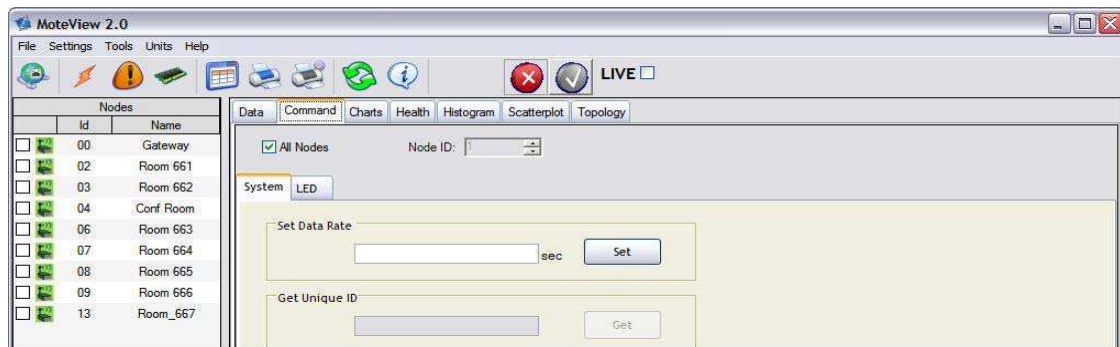 MoteView 2.0
File Settings Tools Units Help
LIVE
Nodes
Id Name
00 Gateway
02 Room 661
03 Room 662
04 Conf Room
06 Room 663
07 Room 664
08 Room 665
09 Room 666
13 Room_667
Data Command Charts Health Histogram Scatterplot Topology
All Nodes Node ID: 1
System LED
Set Data Rate
sec Set
Get Unique ID
Get